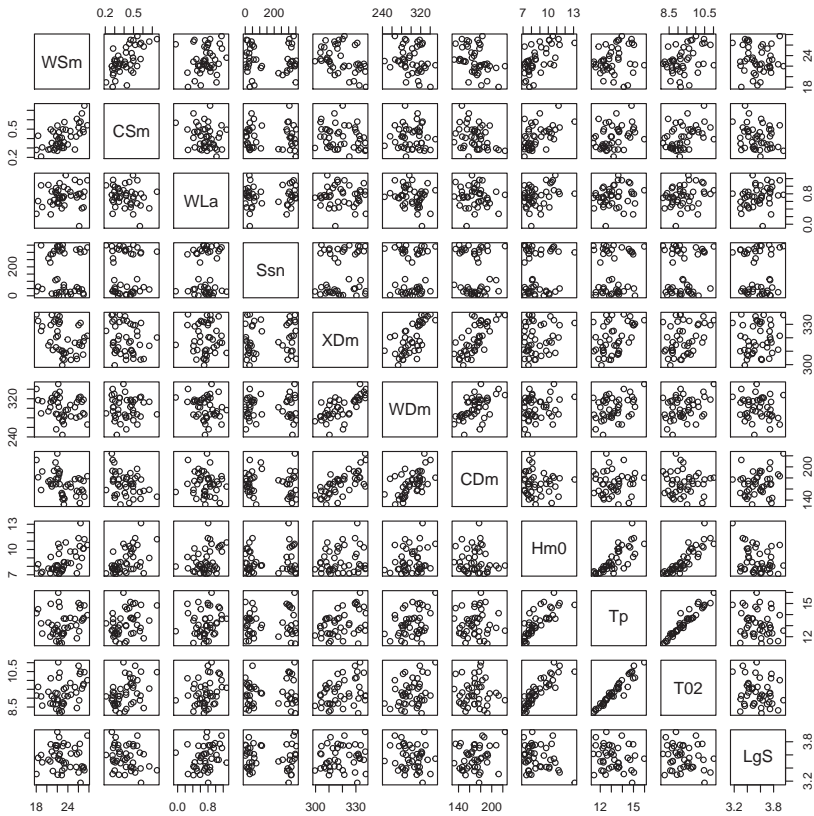 0.2 0.5 0 200 240 320 7 10 13 8.5 10.5
WSm 18 24
0.2 0.5 CSm
WLa 0.0 0.8
0 200 Ssn
XDm 300 330
240 320 WDm
CDm 140 200
7 10 13 Hm0
Tp 12 15
8.5 10.5 T02
LgS 3.2 3.8
18 24 0.0 0.8 300 330 140 200 12 15 3.2 3.8